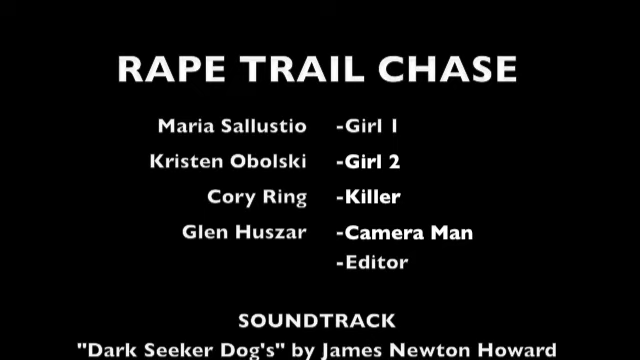 RAPE TRAIL CHASE
Maria Sallustio -Girl 1
Kristen Obolski -Girl 2
Cory Ring -Killer
Glen Huszar -Camera Man
-Editor
SOUNDTRACK
"Dark Seeker Dog's" by James Newton Howard